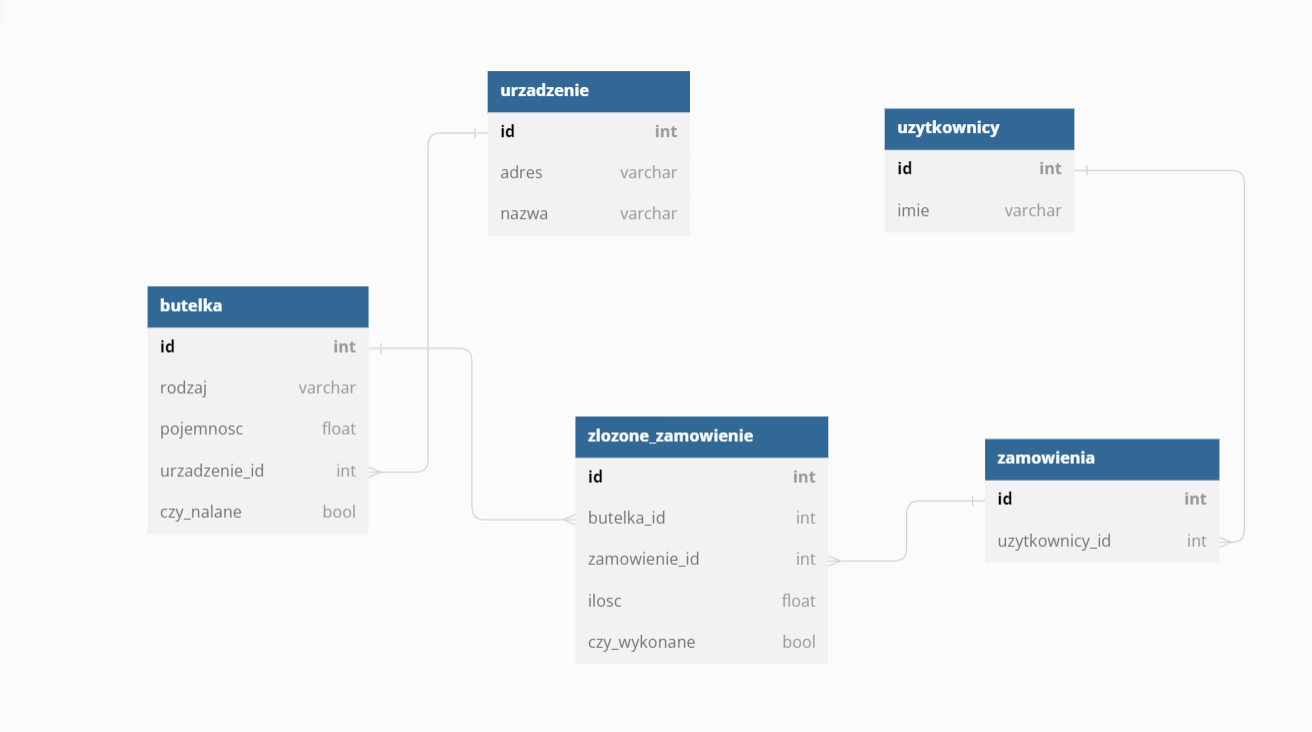 urzadzenie
id int
adres varchar
nazwa varchar
uzytkownicy
id int
imie varchar
butelka
id int
rodzaj varchar
pojemnosc float
urzadzenie_id int
czy_nalane bool
zlozone_zamowienie
id int
butelka_id int
zamowienie_id int
ilosc float
czy_wykonane bool
zamowienia
id int
uzytkownicy_id int